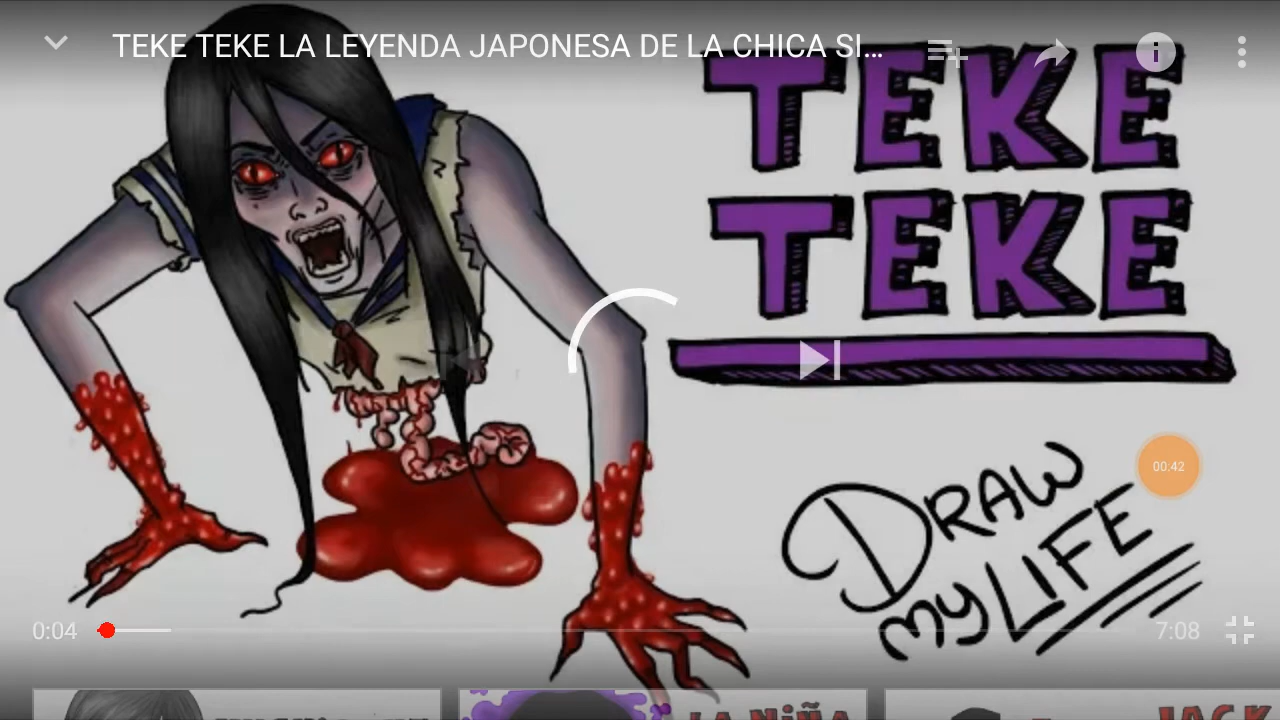 TEKE TEKE LA LEYENDA JAPONESA DE LA CHICA SI...
TEKE
TEKE
DRAW
MY LIFE
00:42
0:04
7:08
LA NiÑA
JACK